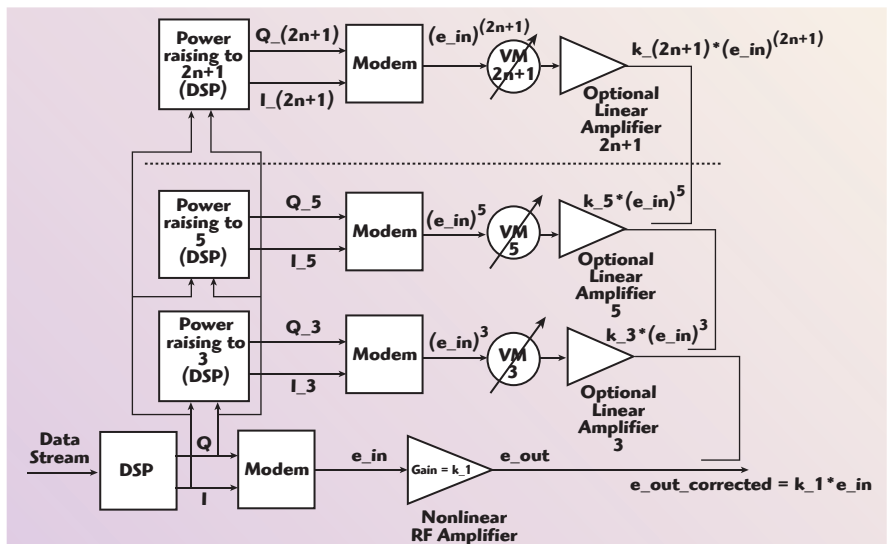 Power
raising to
2n+1
(DSP)
Q_(2n+1)
I_(2n+1)
Modem
(e_in)^(2n+1)
VM
2n+1
k_(2n+1)*(e_in)^(2n+1)
Optional
Linear
Amplifier
2n+1
Power
raising to
5
(DSP)
Q_5
I_5
Modem
(e_in)^5
VM
5
k_5*(e_in)^5
Optional
Linear
Amplifier
5
Power
raising to
3
(DSP)
Q_3
I_3
Modem
(e_in)^3
VM
3
k_3*(e_in)^3
Optional
Linear
Amplifier
3
Data
Stream
DSP
Q
I
Modem
e_in
Gain = k_1
e_out
e_out_corrected = k_1*e_in
Nonlinear
RF Amplifier